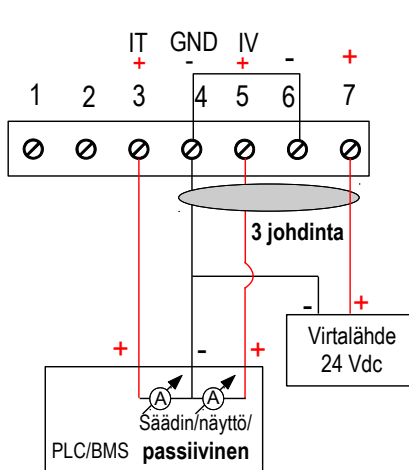 IT GND IV
+ - + - +
1 2 3 4 5 6 7
3 johdinta
- +
Virtalähde
24 Vdc
+ - +
A A
Säädin/näyttö/
PLC/BMS passiivinen